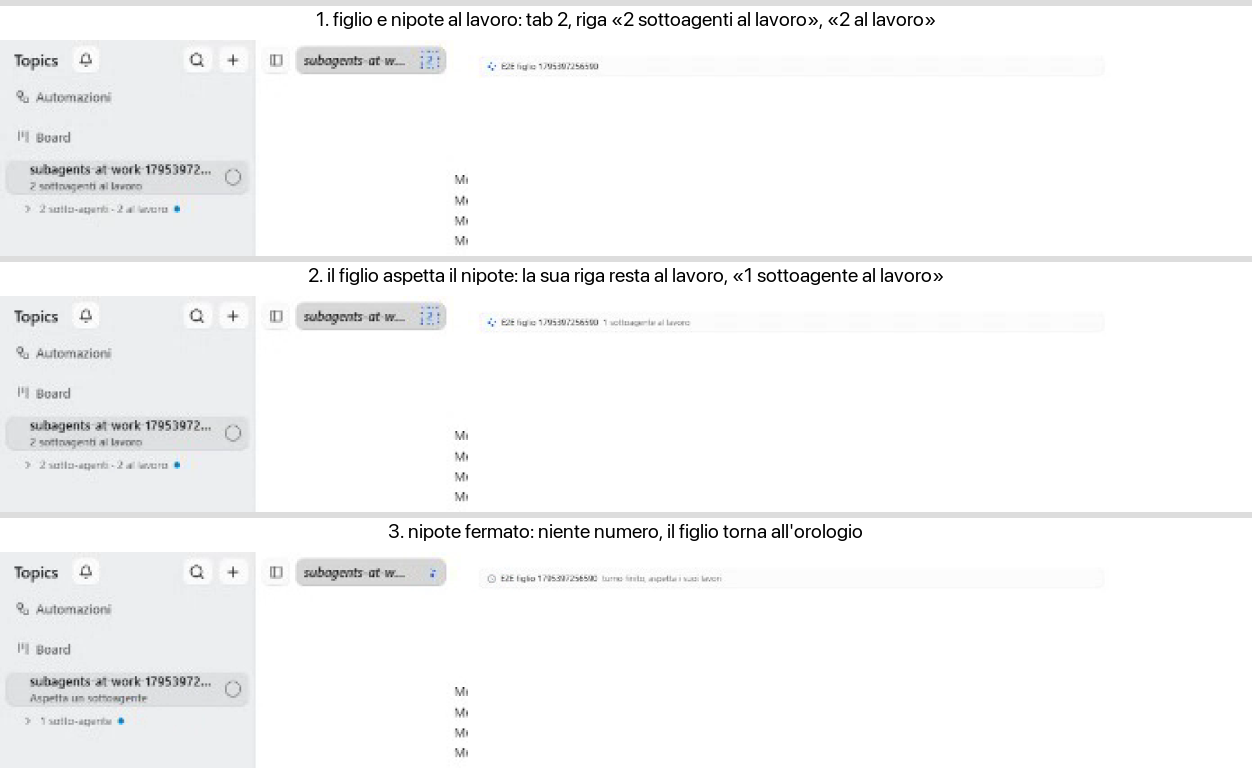 1. figlio e nipote al lavoro: tab 2, riga «2 sottoagenti al lavoro», «2 al lavoro»
Topics
subagents-at-w...
2
E2E figlio 1795397256590
Automazioni
Board
subagents-at-work-17953972...
2 sottoagenti al lavoro
2 sotto-agenti · 2 al lavoro
2. il figlio aspetta il nipote: la sua riga resta al lavoro, «1 sottoagente al lavoro»
Topics
subagents-at-w...
2
E2E figlio 1795397256590 1 sottoagente al lavoro
Automazioni
Board
subagents-at-work-17953972...
2 sottoagenti al lavoro
2 sotto-agenti · 2 al lavoro
3. nipote fermato: niente numero, il figlio torna all'orologio
Topics
subagents-at-w...
E2E figlio 1795397256590 turno finito, aspetta i suoi lavori
Automazioni
Board
subagents-at-work-17953972...
Aspetta un sottoagente
1 sotto-agente